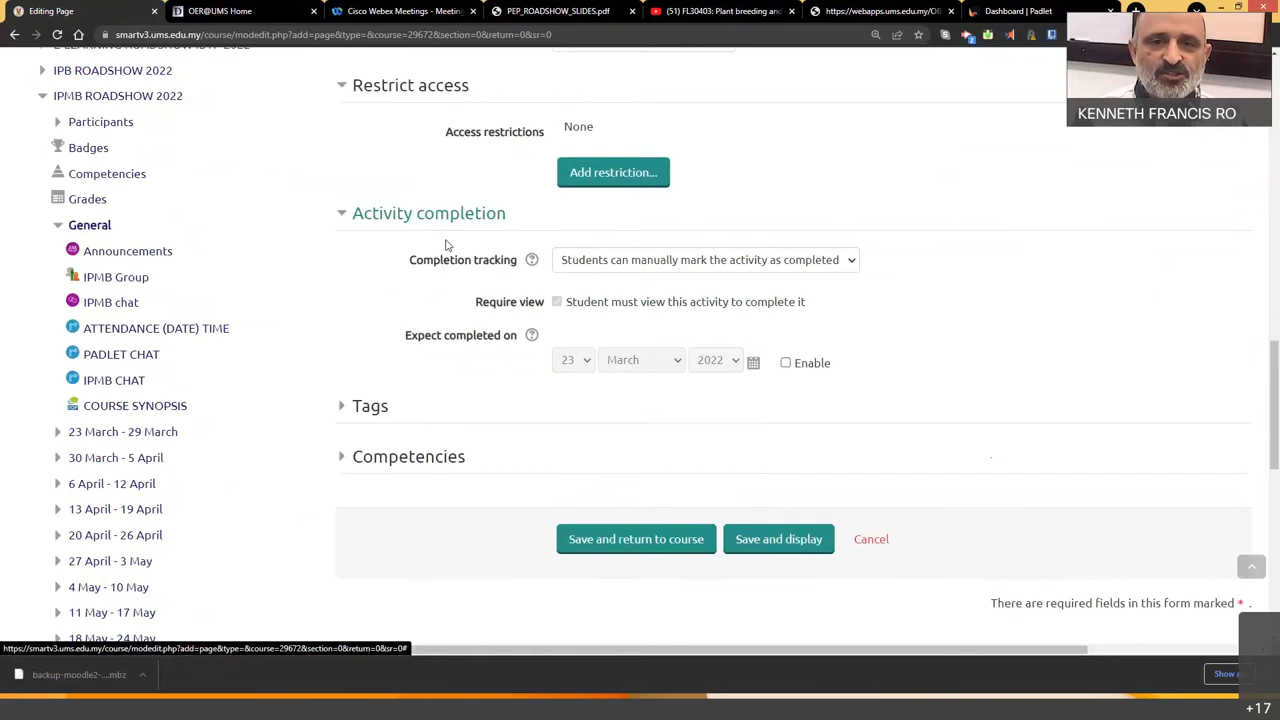 Editing Page
OER@UMS Home
Cisco Webex Meetings - Meeting
PEP_ROADSHOW_SLIDES.pdf
(51) FL30403: Plant breeding and
https://webapps.ums.edu.my/OE
Dashboard | Padlet
smartv3.ums.edu.my/course/modedit.php?add=page&type=&course=29672&section=0&return=0&sr=0
KENNETH FRANCIS RO
IPB ROADSHOW 2022
IPMB ROADSHOW 2022
Participants
Badges
Competencies
Grades
General
Announcements
IPMB Group
IPMB chat
ATTENDANCE (DATE) TIME
PADLET CHAT
IPMB CHAT
COURSE SYNOPSIS
23 March - 29 March
30 March - 5 April
6 April - 12 April
13 April - 19 April
20 April - 26 April
27 April - 3 May
4 May - 10 May
11 May - 17 May
18 May - 24 May
Restrict access
Access restrictions None
Add restriction...
Activity completion
Completion tracking Students can manually mark the activity as completed
Require view Student must view this activity to complete it
Expect completed on
23 March 2022 Enable
Tags
Competencies
Save and return to course Save and display Cancel
There are required fields in this form marked * .
https://smartv3.ums.edu.my/course/modedit.php?add=page&type=&course=29672&section=0&return=0&sr=0#
backup-moodle2-....mbz
Show
+17